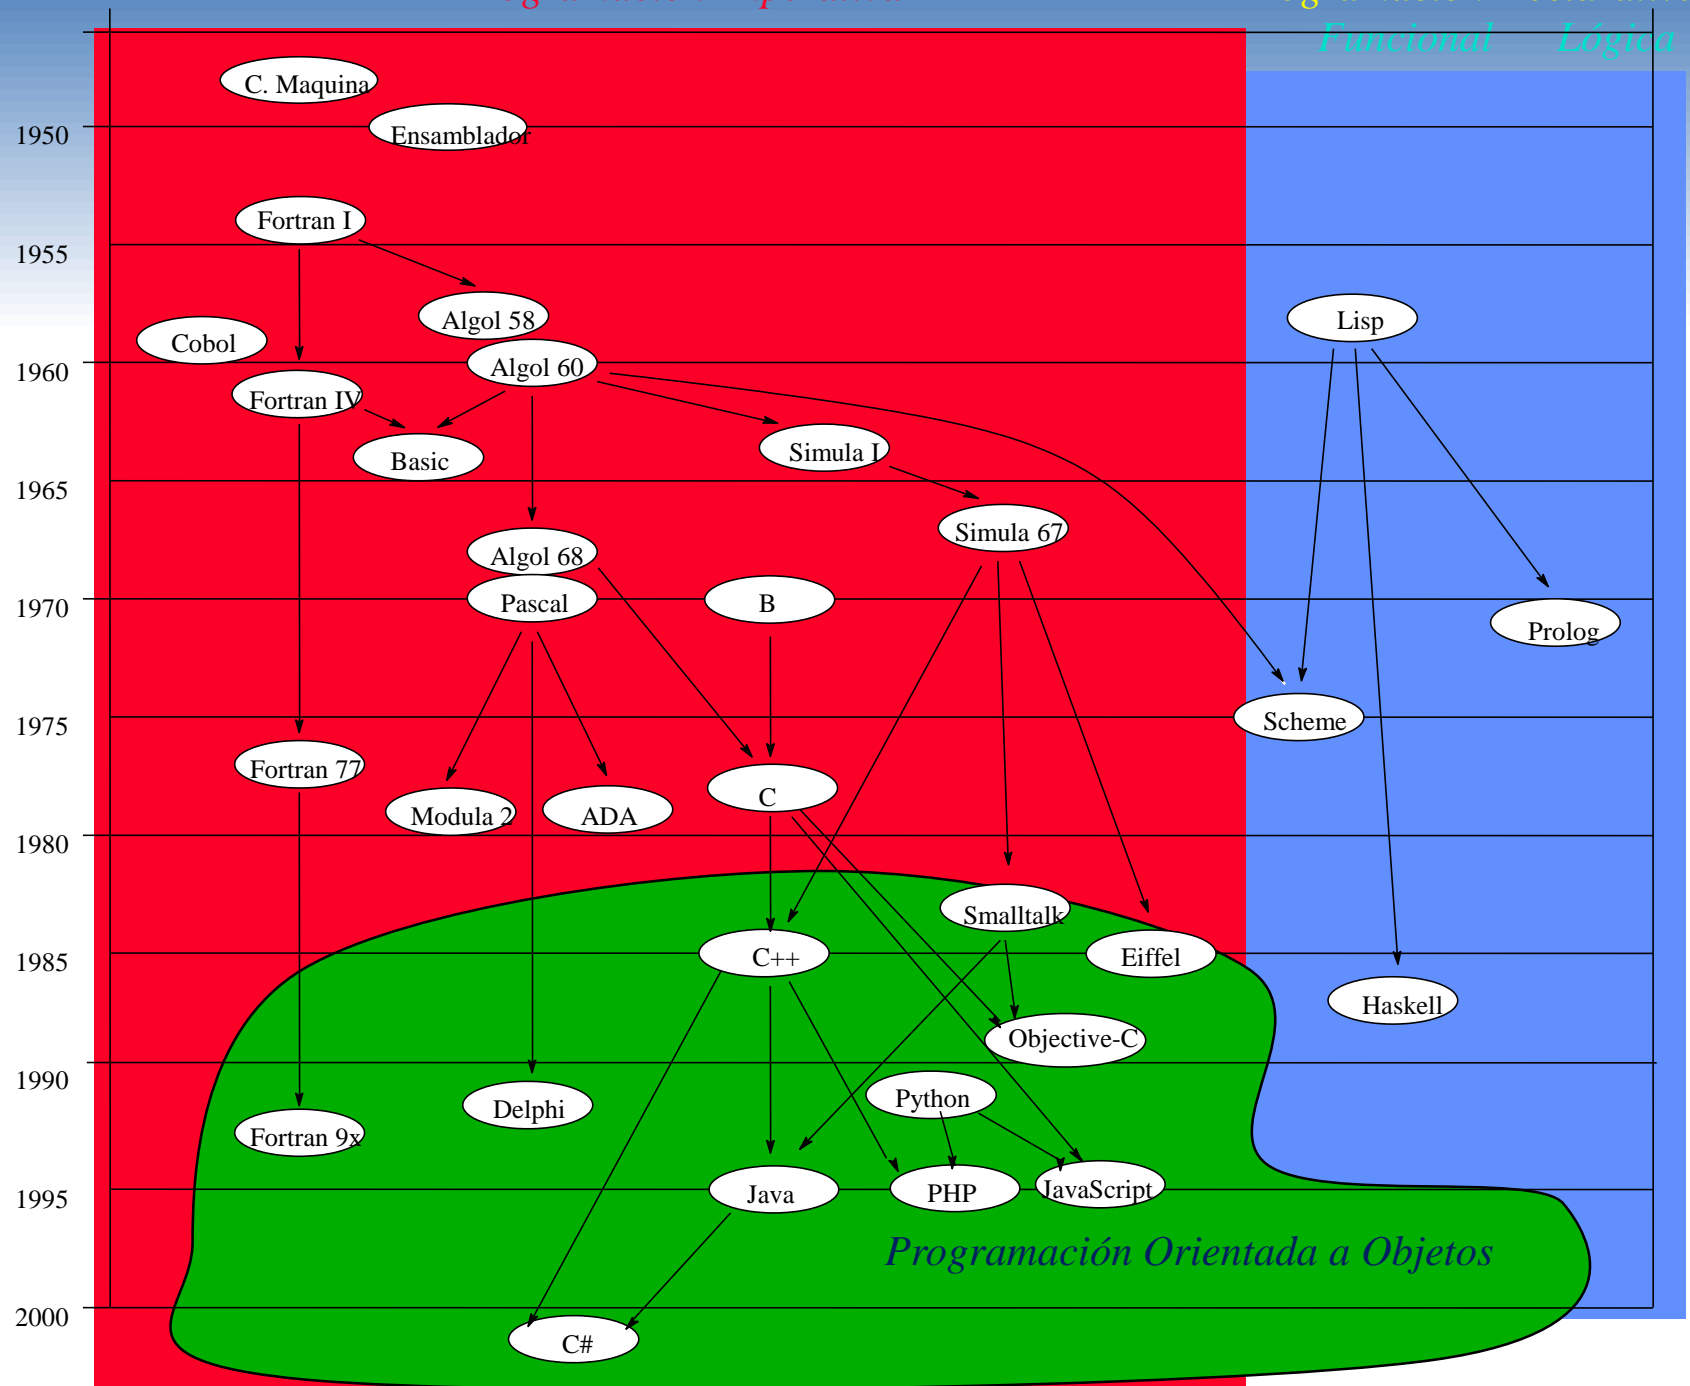 Funcional Lógica
C. Maquina
1950
Ensamblador
Fortran I
1955
Algol 58
Lisp
Cobol
1960
Algol 60
Fortran IV
Basic
Simula I
1965
Simula 67
Algol 68
1970
Pascal
B
Prolog
1975
Scheme
Fortran 77
Modula 2
ADA
C
1980
Smalltalk
1985
C++
Eiffel
Haskell
Objective-C
1990
Delphi
Python
Fortran 9x
1995
Java
PHP
JavaScript
Programación Orientada a Objetos
2000
C#